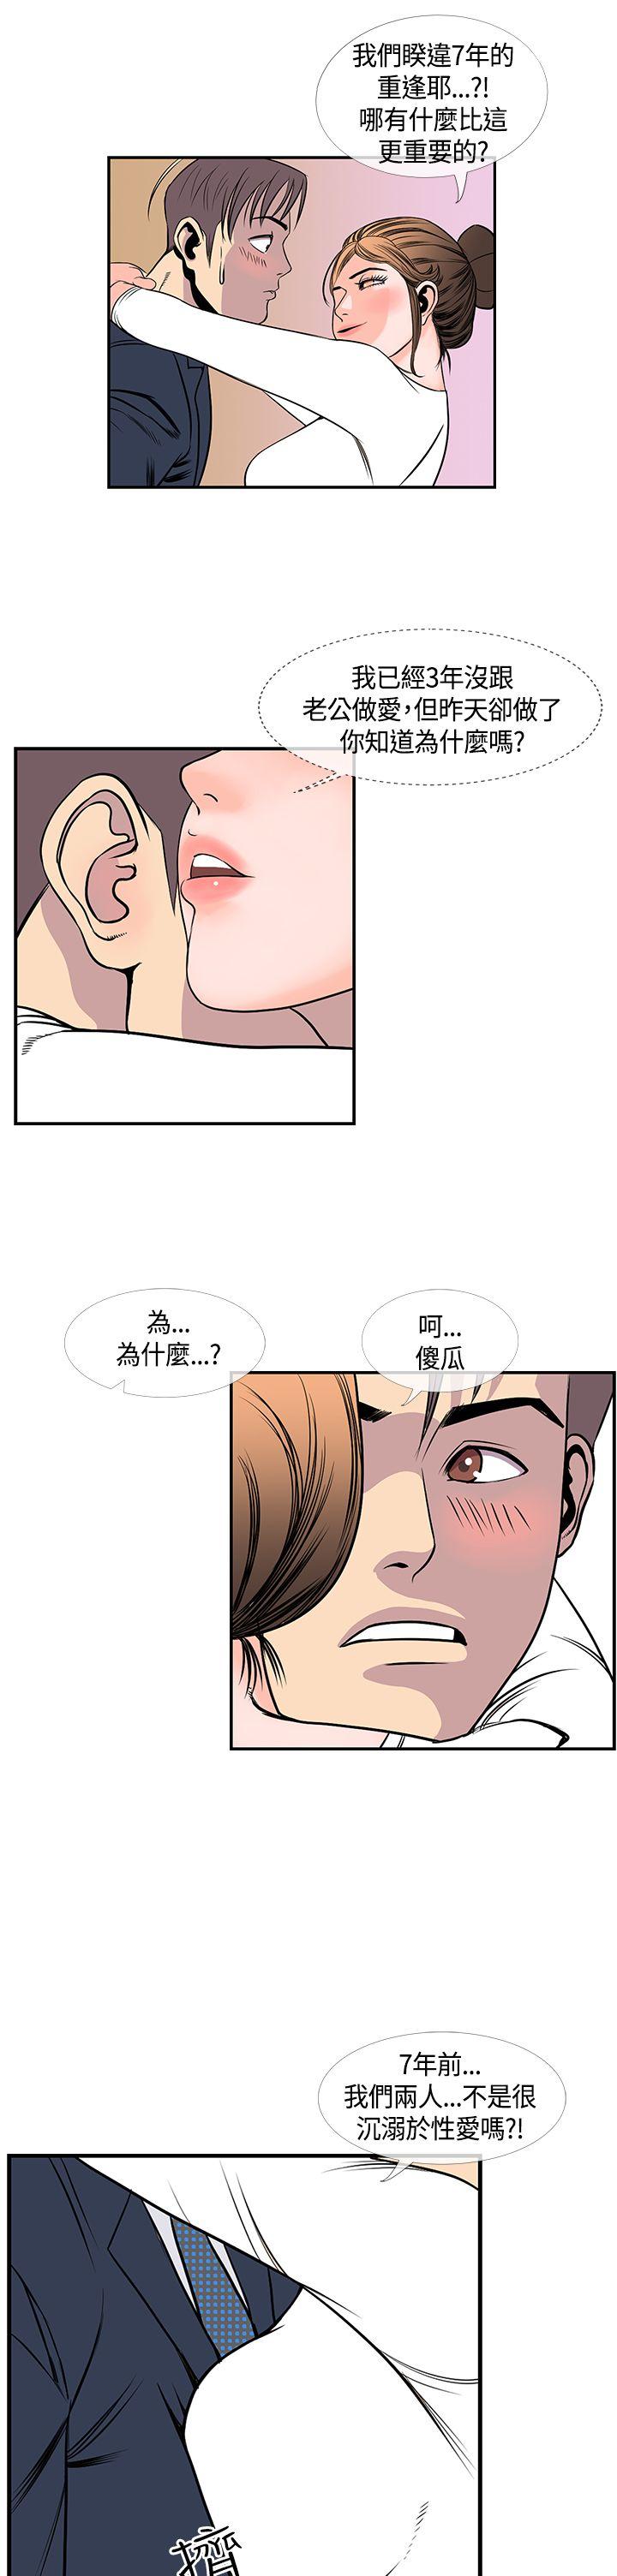 我們睽違7年的
重逢耶...?!
哪有什麼比這
更重要的?
我已經3年沒跟
老公做愛，但昨天卻做了
你知道為什麼嗎?
為...
為什麼...?
呵...
傻瓜
7年前...
我們兩人...不是很
沉溺於性愛嗎?!
擠